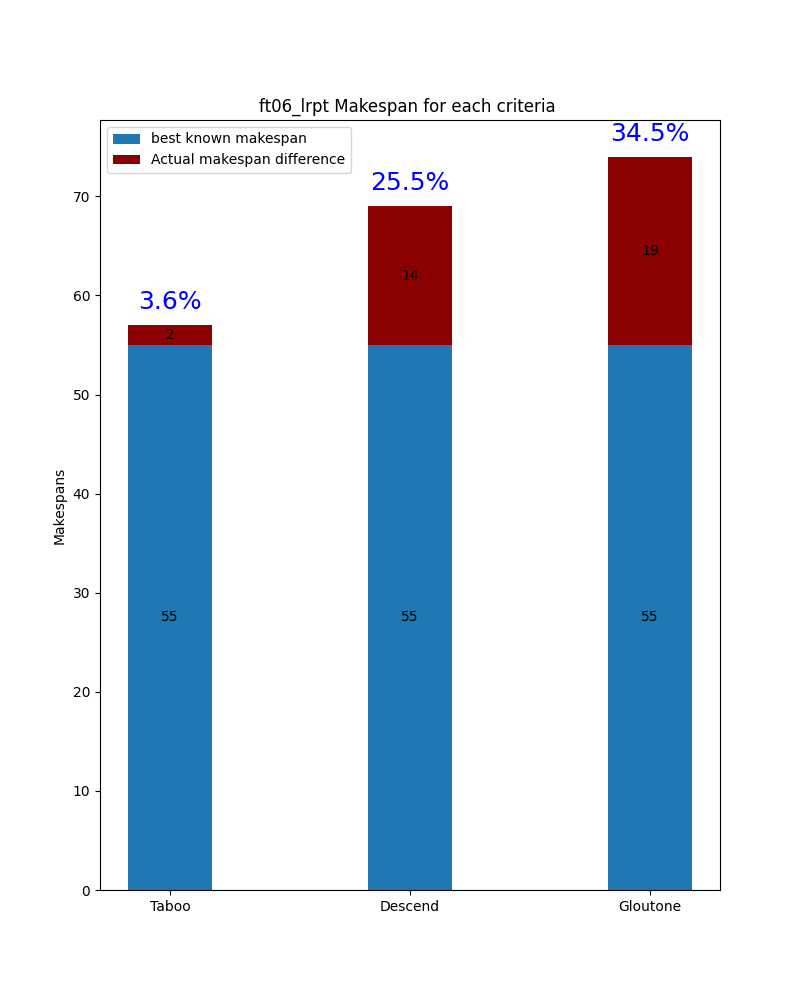 ft06_lrpt Makespan for each criteria
best known makespan
Actual makespan difference
34.5%
25.5%
3.6%
19
14
2
55
55
55
Makespans
70
60
50
40
30
20
10
0
Taboo
Descend
Gloutone